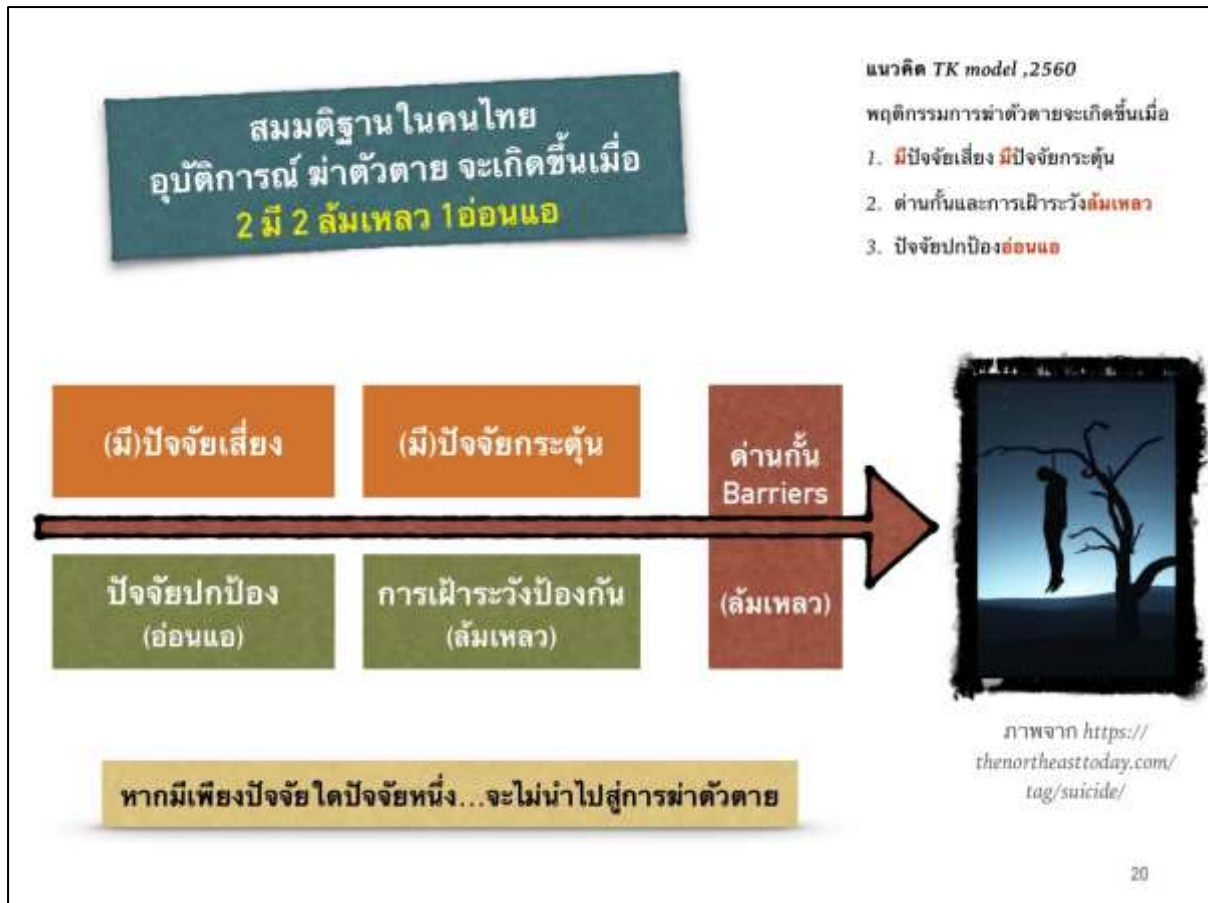 สมมติฐานในคนไทย
อุบัติการณ์ ฆ่าตัวตาย จะเกิดขึ้นเมื่อ
2 มี 2 ล้มเหลว 1อ่อนแอ
แนวคิด TK model ,2560
พฤติกรรมการฆ่าตัวตายจะเกิดขึ้นเมื่อ
1. มีปัจจัยเสี่ยง มีปัจจัยกระตุ้น
2. ด่านกั้นและการเฝ้าระวังล้มเหลว
3. ปัจจัยปกป้องอ่อนแอ
(มี)ปัจจัยเสี่ยง
(มี)ปัจจัยกระตุ้น
ด่านกั้น
Barriers
(ล้มเหลว)
ปัจจัยปกป้อง
(อ่อนแอ)
การเฝ้าระวังป้องกัน
(ล้มเหลว)
ภาพจาก https://
thenortheasttoday.com/
tag/suicide/
หากมีเพียงปัจจัยใดปัจจัยหนึ่ง...จะไม่นำไปสู่การฆ่าตัวตาย
20